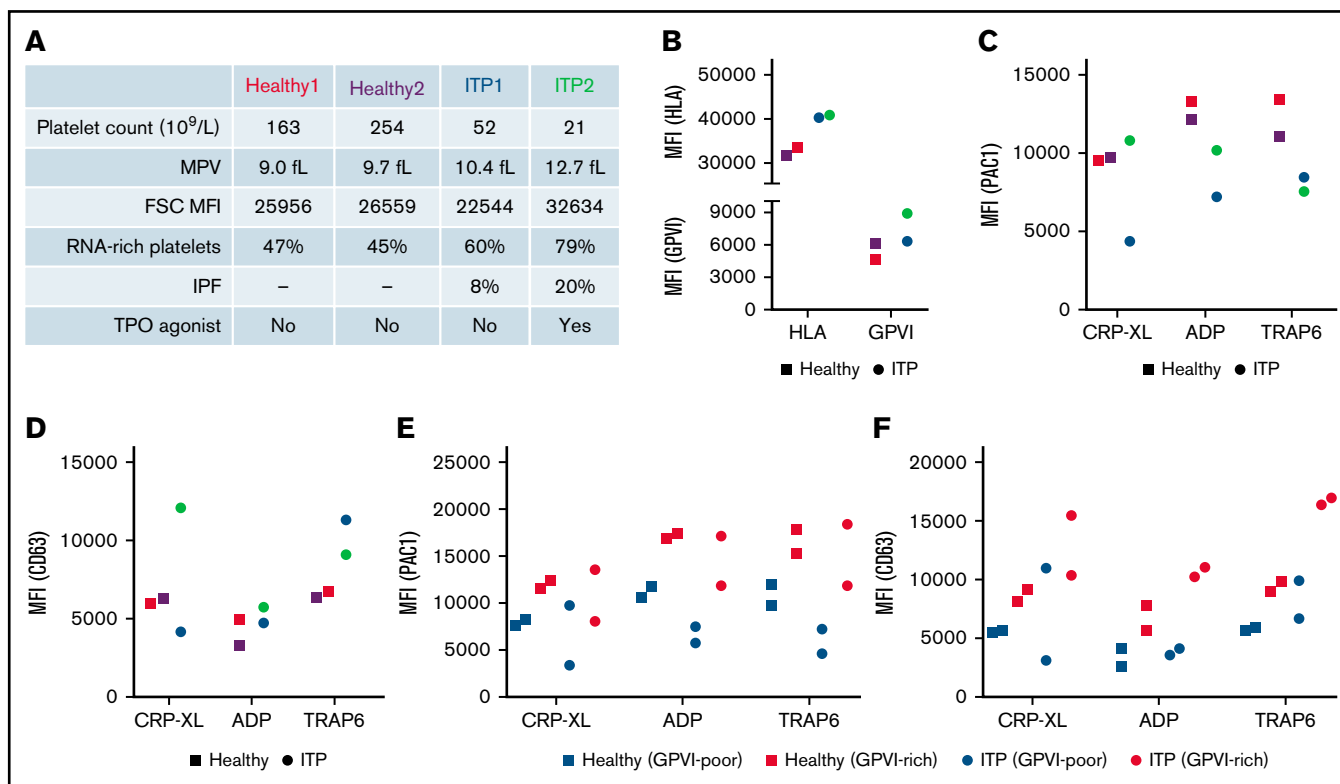 A
Healthy1 Healthy2 ITP1 ITP2
Platelet count (10⁹/L) 163 254 52 21
MPV 9.0 fL 9.7 fL 10.4 fL 12.7 fL
FSC MFI 25956 26559 22544 32634
RNA-rich platelets 47% 45% 60% 79%
IPF – – 8% 20%
TPO agonist No No No Yes
B
MFI (HLA)
50000
40000
30000
MFI (GPVI)
9000
6000
3000
0
HLA GPVI
Healthy ITP
C
MFI (PAC1)
15000
10000
5000
0
CRP-XL ADP TRAP6
Healthy ITP
D
MFI (CD63)
15000
10000
5000
0
CRP-XL ADP TRAP6
Healthy ITP
E
MFI (PAC1)
25000
20000
15000
10000
5000
0
CRP-XL ADP TRAP6
F
MFI (CD63)
20000
15000
10000
5000
0
CRP-XL ADP TRAP6
Healthy (GPVI-poor) Healthy (GPVI-rich) ITP (GPVI-poor) ITP (GPVI-rich)